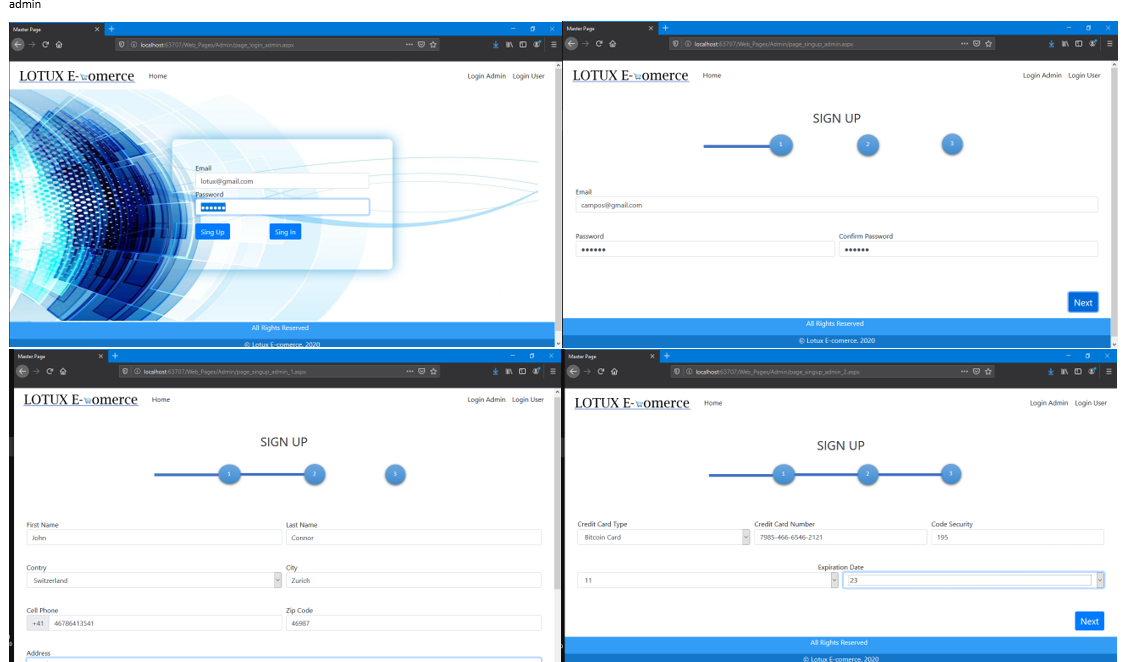 admin
Master Page
localhost:63707/Web_Pages/Admin/page_login_admin.aspx
LOTUX E-comerce Home Login Admin Login User
Email
lotux@gmail.com
Password
••••••
Sing Up Sing In
All Rights Reserved
© Lotux E-comerce. 2020
Master Page
localhost:63707/Web_Pages/Admin/page_singup_admin.aspx
LOTUX E-comerce Home Login Admin Login User
SIGN UP
1 2 3
Email
campos@gmail.com
Password Confirm Password
•••••• ••••••
Next
All Rights Reserved
© Lotux E-comerce. 2020
Master Page
localhost:63707/Web_Pages/Admin/page_singup_admin_1.aspx
LOTUX E-comerce Home Login Admin Login User
SIGN UP
1 2 3
First Name Last Name
John Connor
Contry City
Switzerland Zurich
Cell Phone Zip Code
+41 46786413541 46987
Address
Master Page
localhost:63707/Web_Pages/Admin/page_singup_admin_2.aspx
LOTUX E-comerce Home Login Admin Login User
SIGN UP
1 2 3
Credit Card Type Credit Card Number Code Security
Bitcoin Card 7985-466-6546-2121 195
Expiration Date
11 23
Next
All Rights Reserved
© Lotux E-comerce. 2020